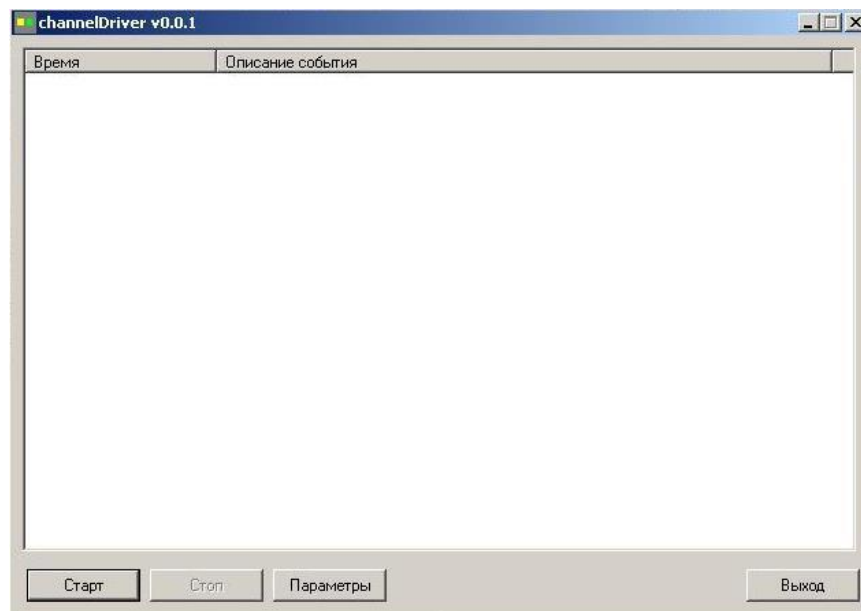 channelDriver v0.0.1
Время Описание события
Старт Стоп Параметры Выход